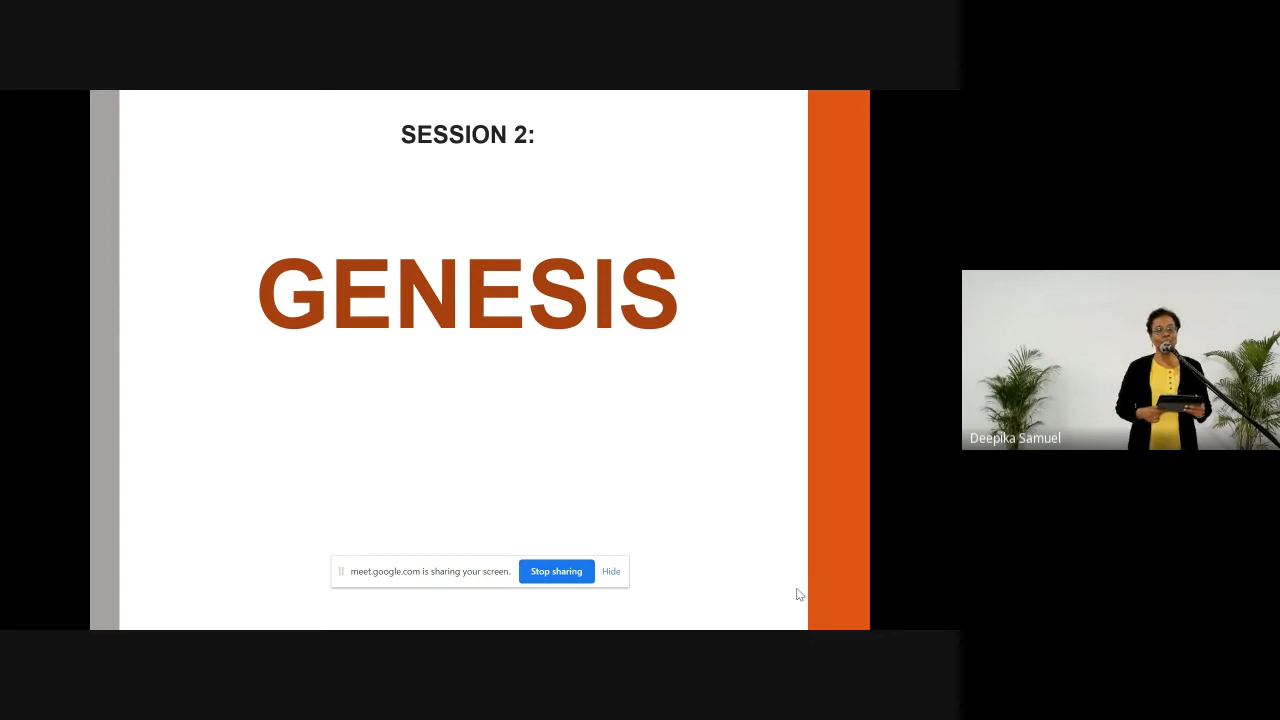 SESSION 2:
GENESIS
meet.google.com is sharing your screen.
Stop sharing
Hide
Deepika Samuel